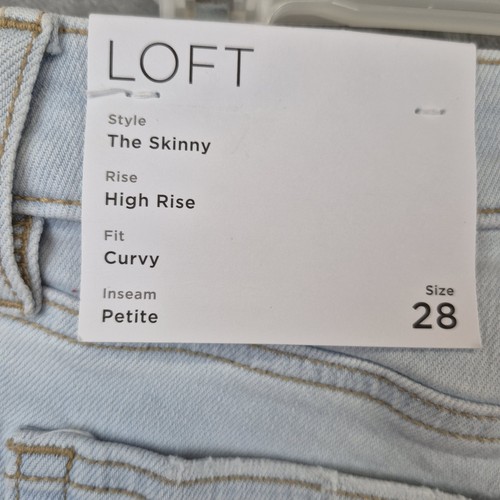 LOFT
Style
The Skinny
Rise
High Rise
Fit
Curvy
Inseam
Petite
Size
28